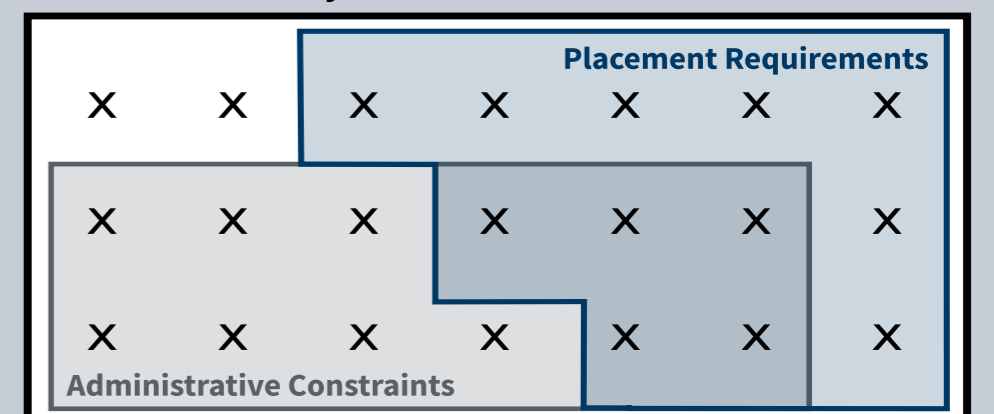 Placement Requirements
X X X X X X X
X X X X X X X
X X X X X X X
Administrative Constraints